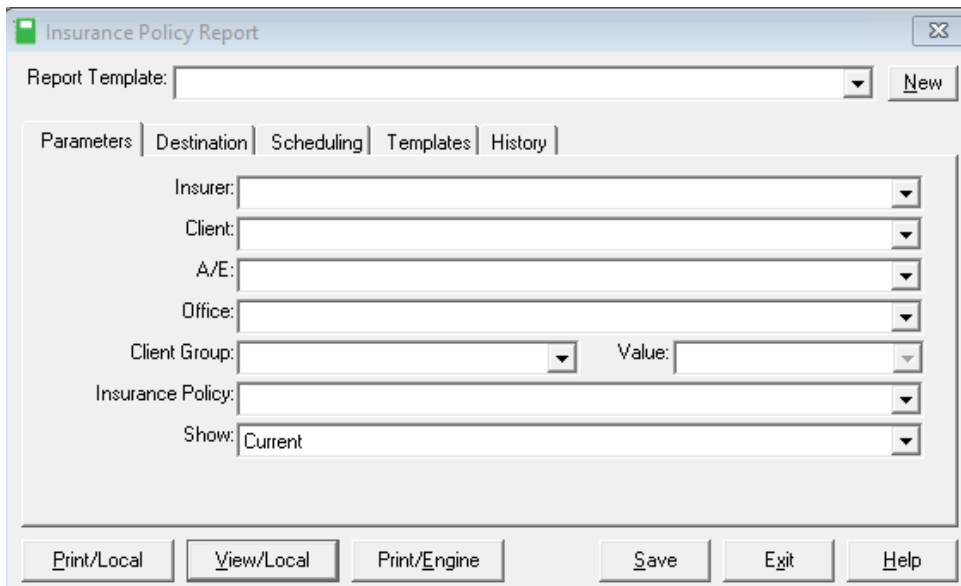 Insurance Policy Report
Report Template: New
Parameters Destination Scheduling Templates History
Insurer:
Client:
A/E:
Office:
Client Group: Value:
Insurance Policy:
Show: Current
Print/Local View/Local Print/Engine Save Exit Help